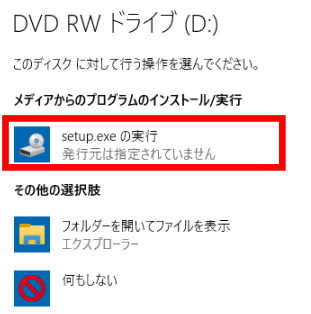 DVD RW ドライブ (D:)
このディスク に対して行う操作を選んでください。
メディアからのプログラムのインストール/実行
setup.exe の実行
発行元は指定されていません
その他の選択肢
フォルダーを開いてファイルを表示
エクスプローラー
何もしない